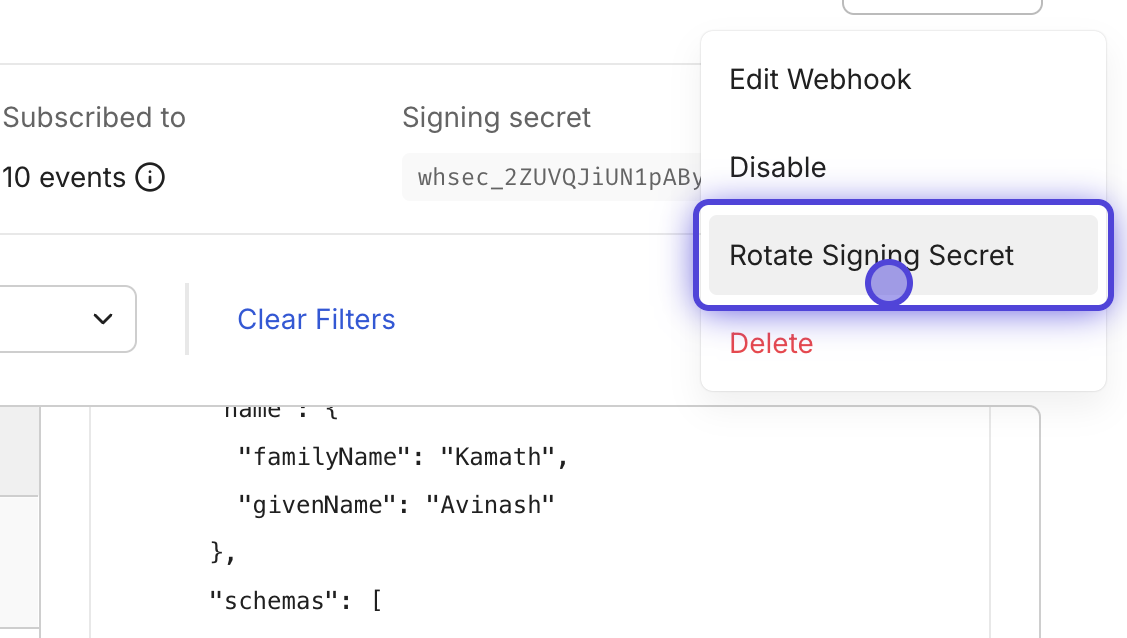 Edit Webhook
Subscribed to
Signing secret
Disable
10 events
whsec_2ZUVQJiUN1pABy
Rotate Signing Secret
Clear Filters
Delete
name": {
"familyName": "Kamath",
"givenName": "Avinash"
},
"schemas": [